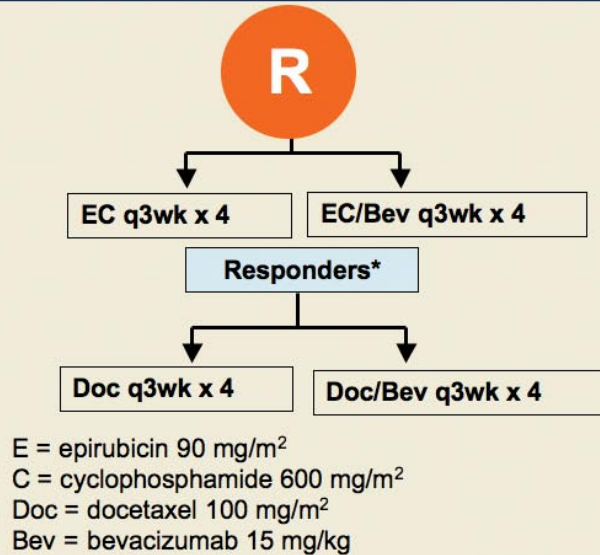 R
EC q3wk x 4
EC/Bev q3wk x 4
Responders*
Doc q3wk x 4
Doc/Bev q3wk x 4
E = epirubicin 90 mg/m²
C = cyclophosphamide 600 mg/m²
Doc = docetaxel 100 mg/m²
Bev = bevacizumab 15 mg/kg